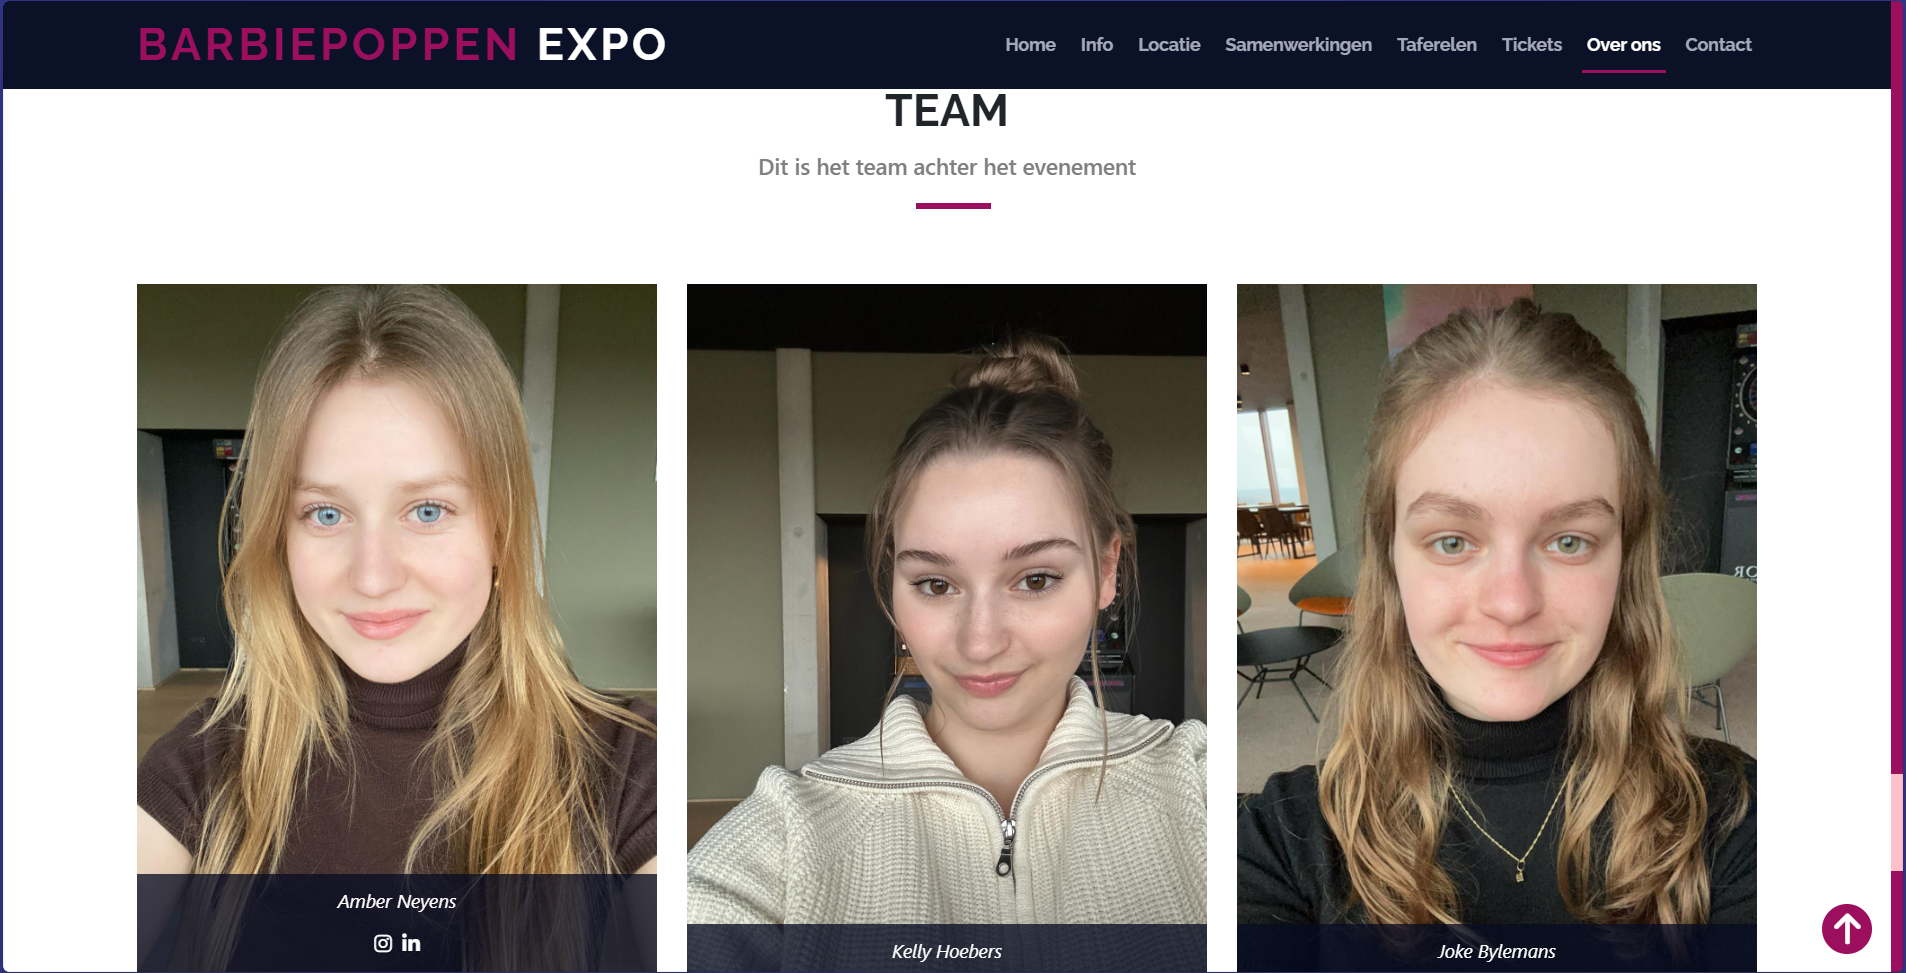 BARBIEPOPPEN EXPO
Home Info Locatie Samenwerkingen Taferelen Tickets Over ons Contact
TEAM
Dit is het team achter het evenement
Amber Neyens
Kelly Hoebers
Joke Bylemans